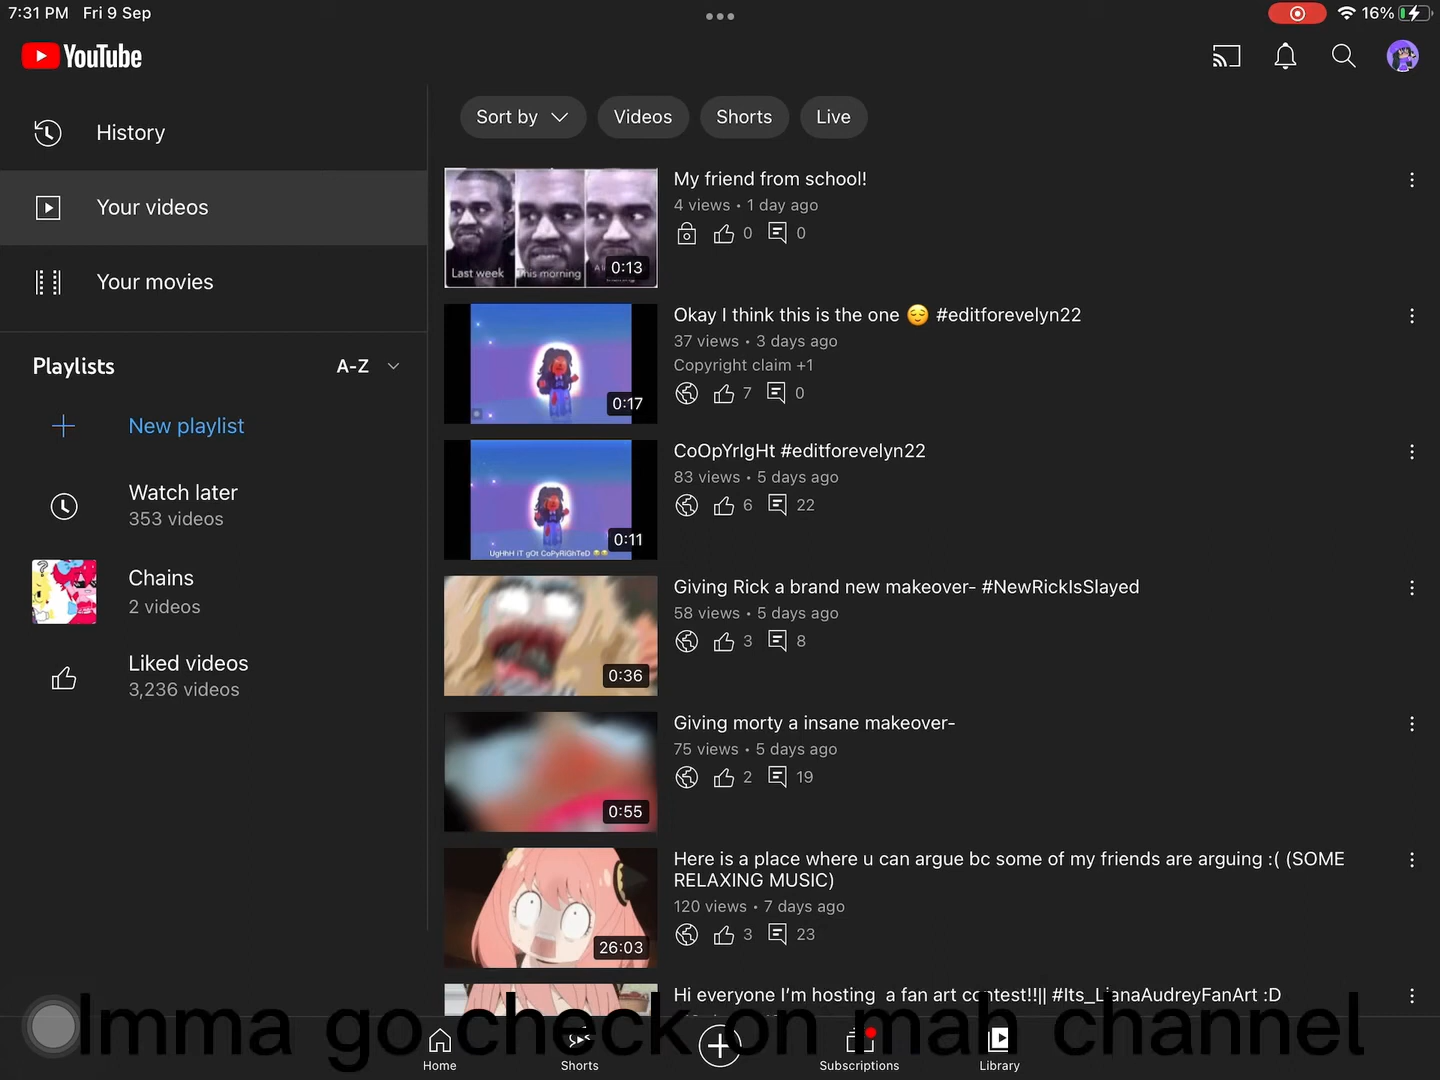 7:31 PM Fri 9 Sep
16%
YouTube
History
Your videos
Your movies
Playlists
A-Z
New playlist
Watch later
353 videos
Chains
2 videos
Liked videos
3,236 videos
Sort by
Videos
Shorts
Live
Last week
This morning
0:13
My friend from school!
4 views • 1 day ago
0
0
0:17
Okay I think this is the one 😌 #editforevelyn22
37 views • 3 days ago
Copyright claim +1
7
0
UgHhH iT gOt CoPyRiGhTeD
0:11
CoOpYrIgHt #editforevelyn22
83 views • 5 days ago
6
22
0:36
Giving Rick a brand new makeover- #NewRickIsSlayed
58 views • 5 days ago
3
8
0:55
Giving morty a insane makeover-
75 views • 5 days ago
2
19
26:03
Here is a place where u can argue bc some of my friends are arguing :( (SOME
RELAXING MUSIC)
120 views • 7 days ago
3
23
Hi everyone I'm hosting a fan art contest!!|| #Its_LianaAudreyFanArt :D
Imma go check on mah channel
Home
Shorts
Subscriptions
Library